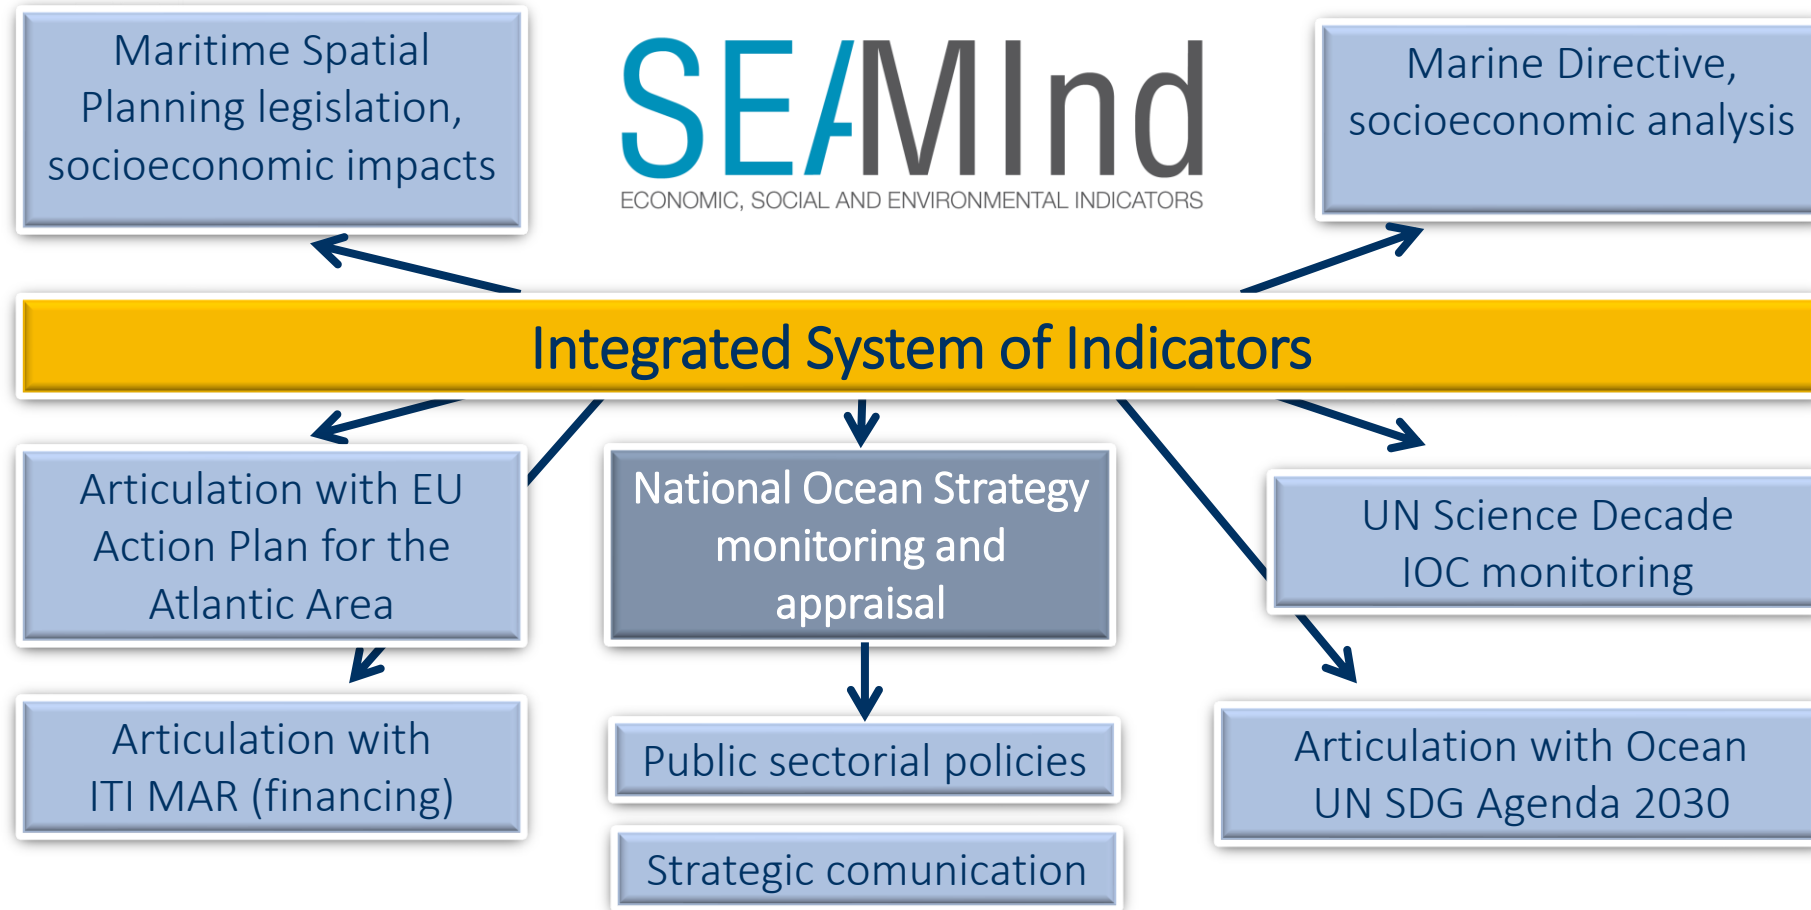 Maritime Spatial
Planning legislation,
socioeconomic impacts
SEAMInd
ECONOMIC, SOCIAL AND ENVIRONMENTAL INDICATORS
Marine Directive,
socioeconomic analysis
Integrated System of Indicators
Articulation with EU
Action Plan for the
Atlantic Area
National Ocean Strategy
monitoring and
appraisal
UN Science Decade
IOC monitoring
Articulation with
ITI MAR (financing)
Public sectorial policies
Strategic comunication
Articulation with Ocean
UN SDG Agenda 2030